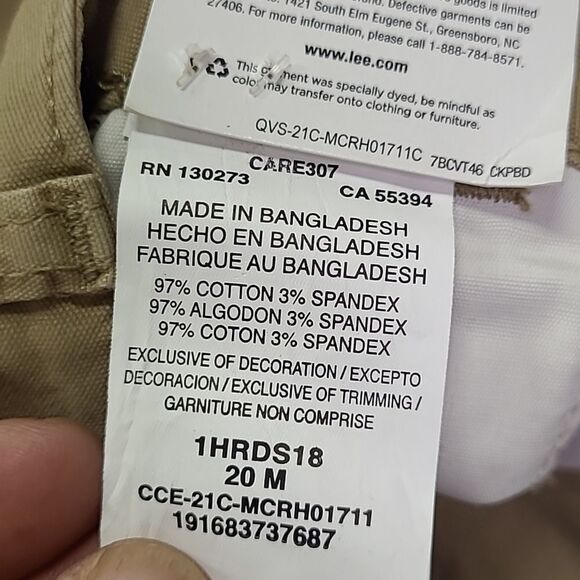 goods is limited
1421 South Elm Eugene St., Greensboro, NC
Defective garments can be
27406. For more information, please call 1-888-784-8571.
www.lee.com
This garment was specially dyed, be mindful as
color may transfer onto clothing or furniture.
QVS-21C-MCRH01711C 7BCVT46 CKPBD
CARE307
RN 130273 CA 55394
MADE IN BANGLADESH
HECHO EN BANGLADESH
FABRIQUE AU BANGLADESH
97% COTTON 3% SPANDEX
97% ALGODON 3% SPANDEX
97% COTON 3% SPANDEX
EXCLUSIVE OF DECORATION / EXCEPTO
DECORACION / EXCLUSIVE OF TRIMMING /
GARNITURE NON COMPRISE
1HRDS18
20 M
CCE-21C-MCRH01711
191683737687